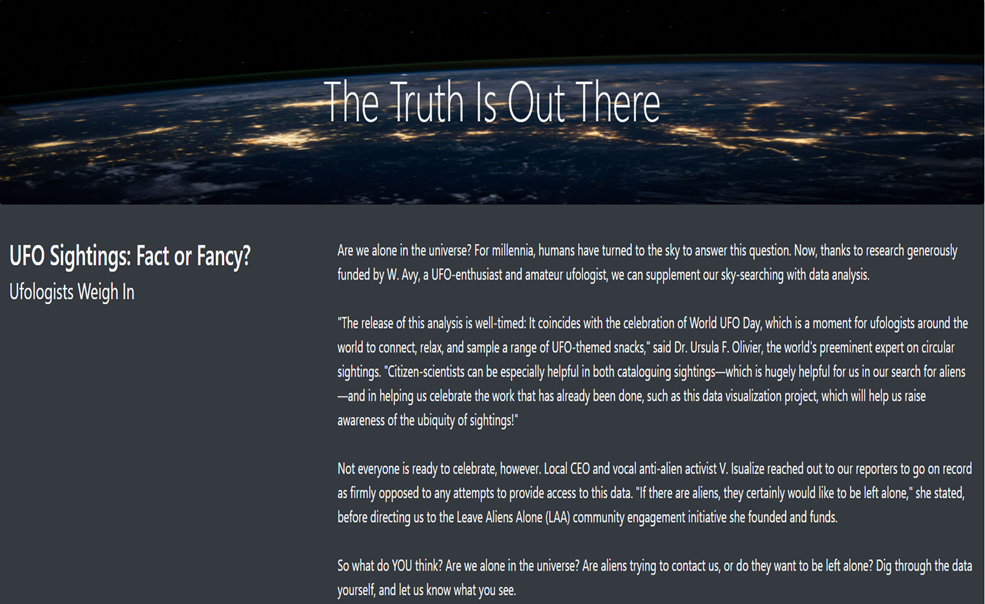 The Truth Is Out There
UFO Sightings: Fact or Fancy?
Ufologists Weigh In
Are we alone in the universe? For millennia, humans have turned to the sky to answer this question. Now, thanks to research generously
funded by W. Avy, a UFO-enthusiast and amateur ufologist, we can supplement our sky-searching with data analysis.
"The release of this analysis is well-timed: It coincides with the celebration of World UFO Day, which is a moment for ufologists around the
world to connect, relax, and sample a range of UFO-themed snacks," said Dr. Ursula F. Olivier, the world's preeminent expert on circular
sightings. "Citizen-scientists can be especially helpful in both cataloguing sightings—which is hugely helpful for us in our search for aliens
—and in helping us celebrate the work that has already been done, such as this data visualization project, which will help us raise
awareness of the ubiquity of sightings!"
Not everyone is ready to celebrate, however. Local CEO and vocal anti-alien activist V. Isualize reached out to our reporters to go on record
as firmly opposed to any attempts to provide access to this data. "If there are aliens, they certainly would like to be left alone," she stated,
before directing us to the Leave Aliens Alone (LAA) community engagement initiative she founded and funds.
So what do YOU think? Are we alone in the universe? Are aliens trying to contact us, or do they want to be left alone? Dig through the data
yourself, and let us know what you see.